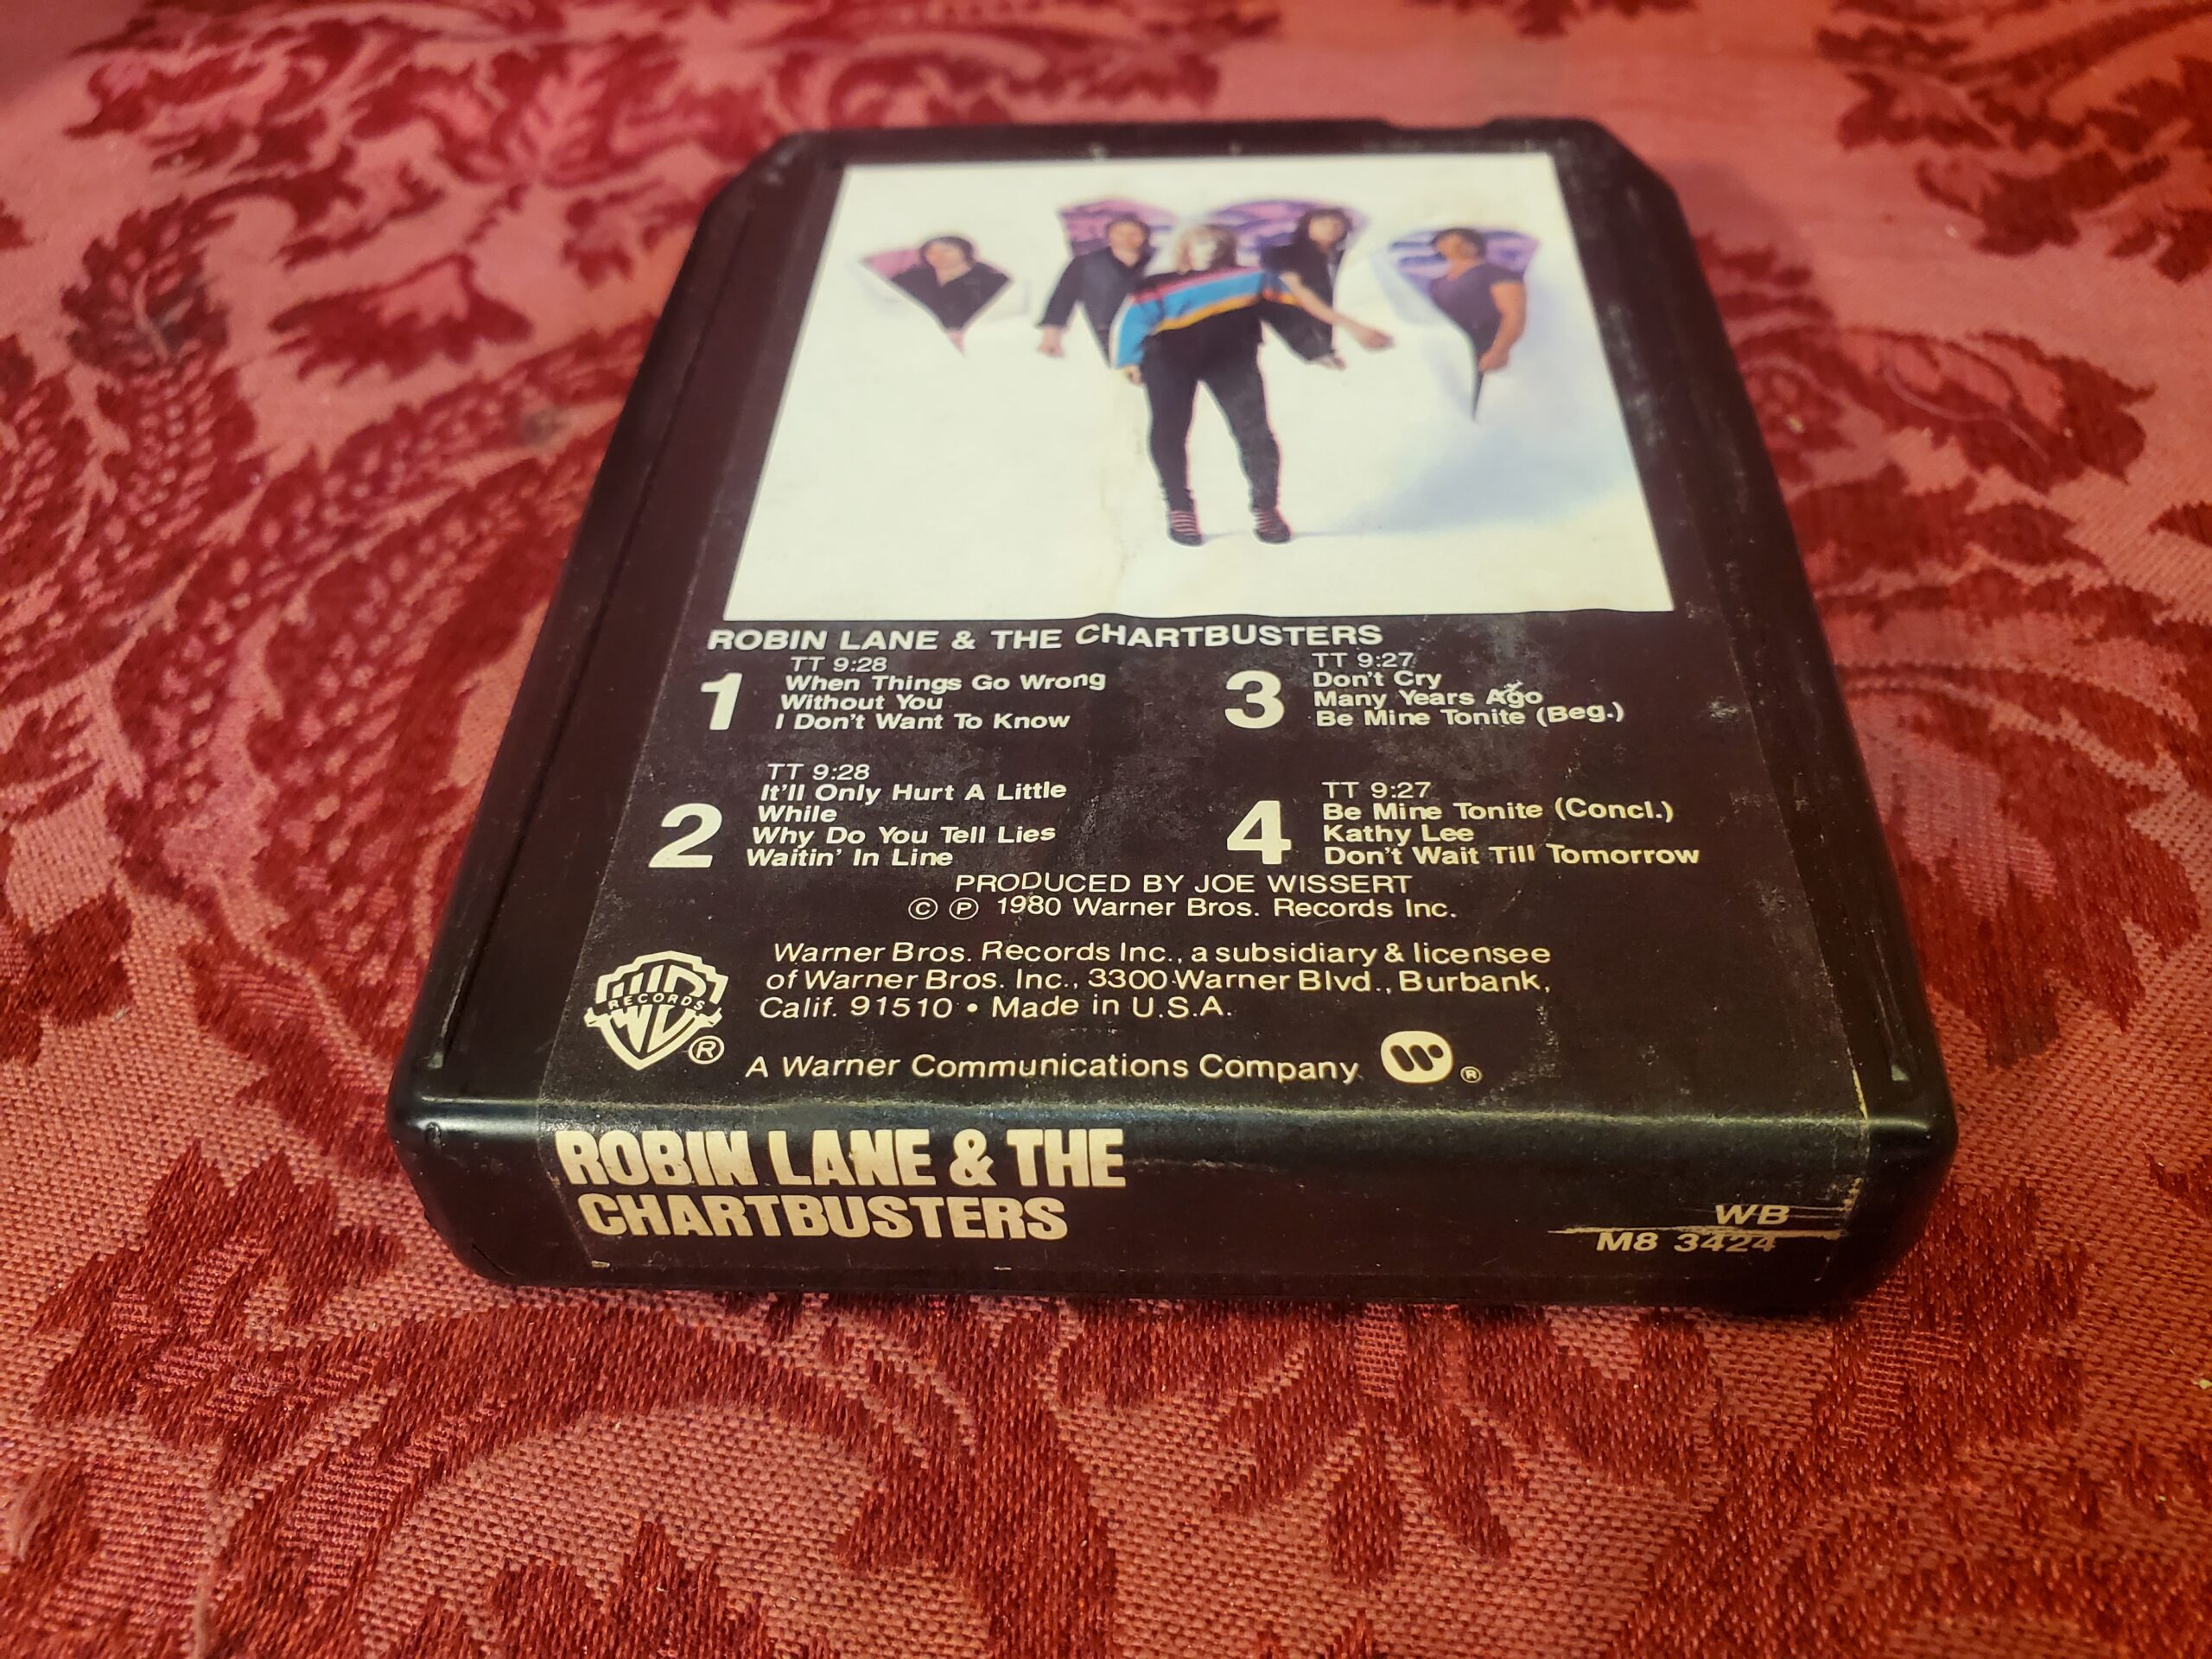 ROBIN LANE & THE CHARTBUSTERS
1
TT 9:28
When Things Go Wrong
Without You
I Don't Want To Know
2
TT 9:28
It'll Only Hurt A Little
While
Why Do You Tell Lies
Waitin' In Line
3
TT 9:27
Don't Cry
Many Years Ago
Be Mine Tonite (Beg.)
4
TT 9:27
Be Mine Tonite (Concl.)
Kathy Lee
Don't Wait Till Tomorrow
PRODUCED BY JOE WISSERT
© ℗ 1980 Warner Bros. Records Inc.
WB
RECORDS
®
Warner Bros. Records Inc., a subsidiary & licensee
of Warner Bros. Inc., 3300 Warner Blvd., Burbank,
Calif. 91510 • Made in U.S.A.
A Warner Communications Company ®
ROBIN LANE & THE
CHARTBUSTERS
WB
M8 3424